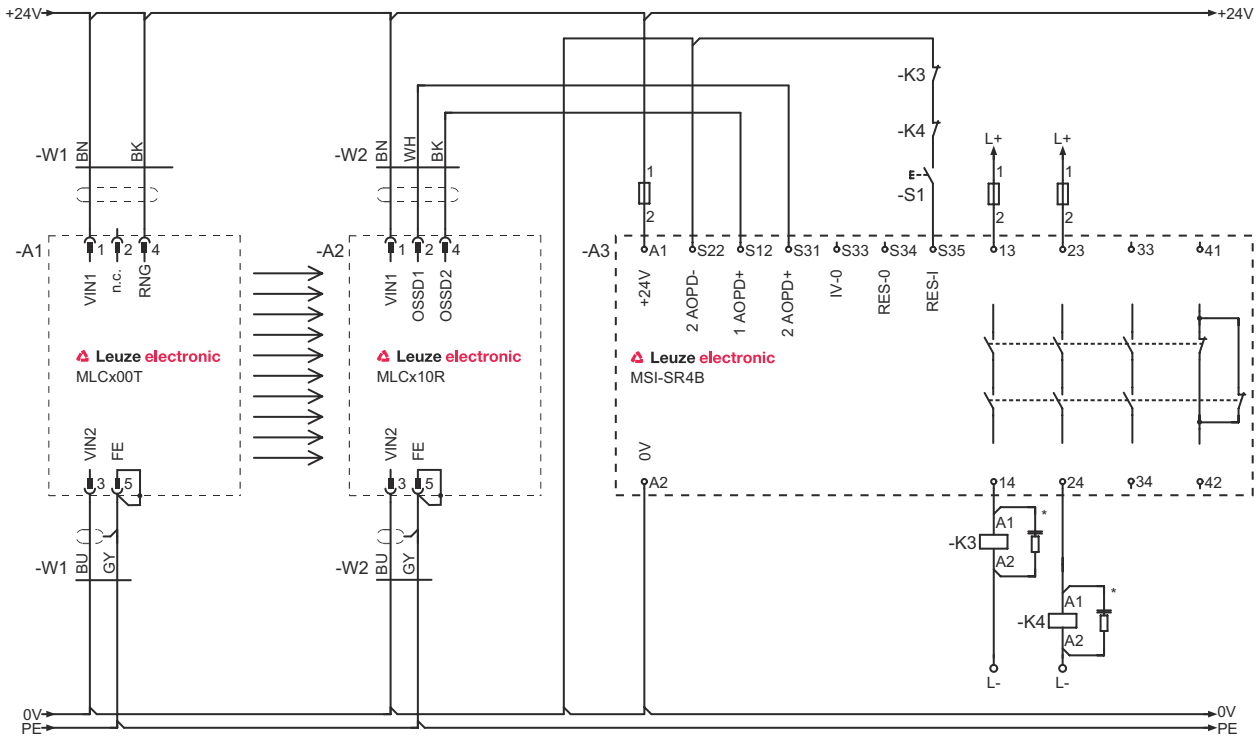 +24V
+24V
-K3
-K4
L+
L+
-W1
BN
BK
-W2
BN
WH
BK
E
-S1
1
2
1
2
1
2
-A1
1
2
4
-A2
1
2
4
-A3
A1
S22
S12
S31
S33
S34
S35
13
23
33
41
VIN1
n.c.
RNG
VIN1
OSSD1
OSSD2
+24V
2 AOPD-
1 AOPD+
2 AOPD+
IV-0
RES-0
RES-I
Leuze electronic
MLCx00T
Leuze electronic
MLCx10R
Leuze electronic
MSI-SR4B
VIN2
FE
VIN2
FE
0V
3
5
3
5
A2
14
24
34
42
-K3
A1
A2
*
-W1
BU
GY
-W2
BU
GY
-K4
A1
A2
*
L-
L-
0V
0V
PE
PE